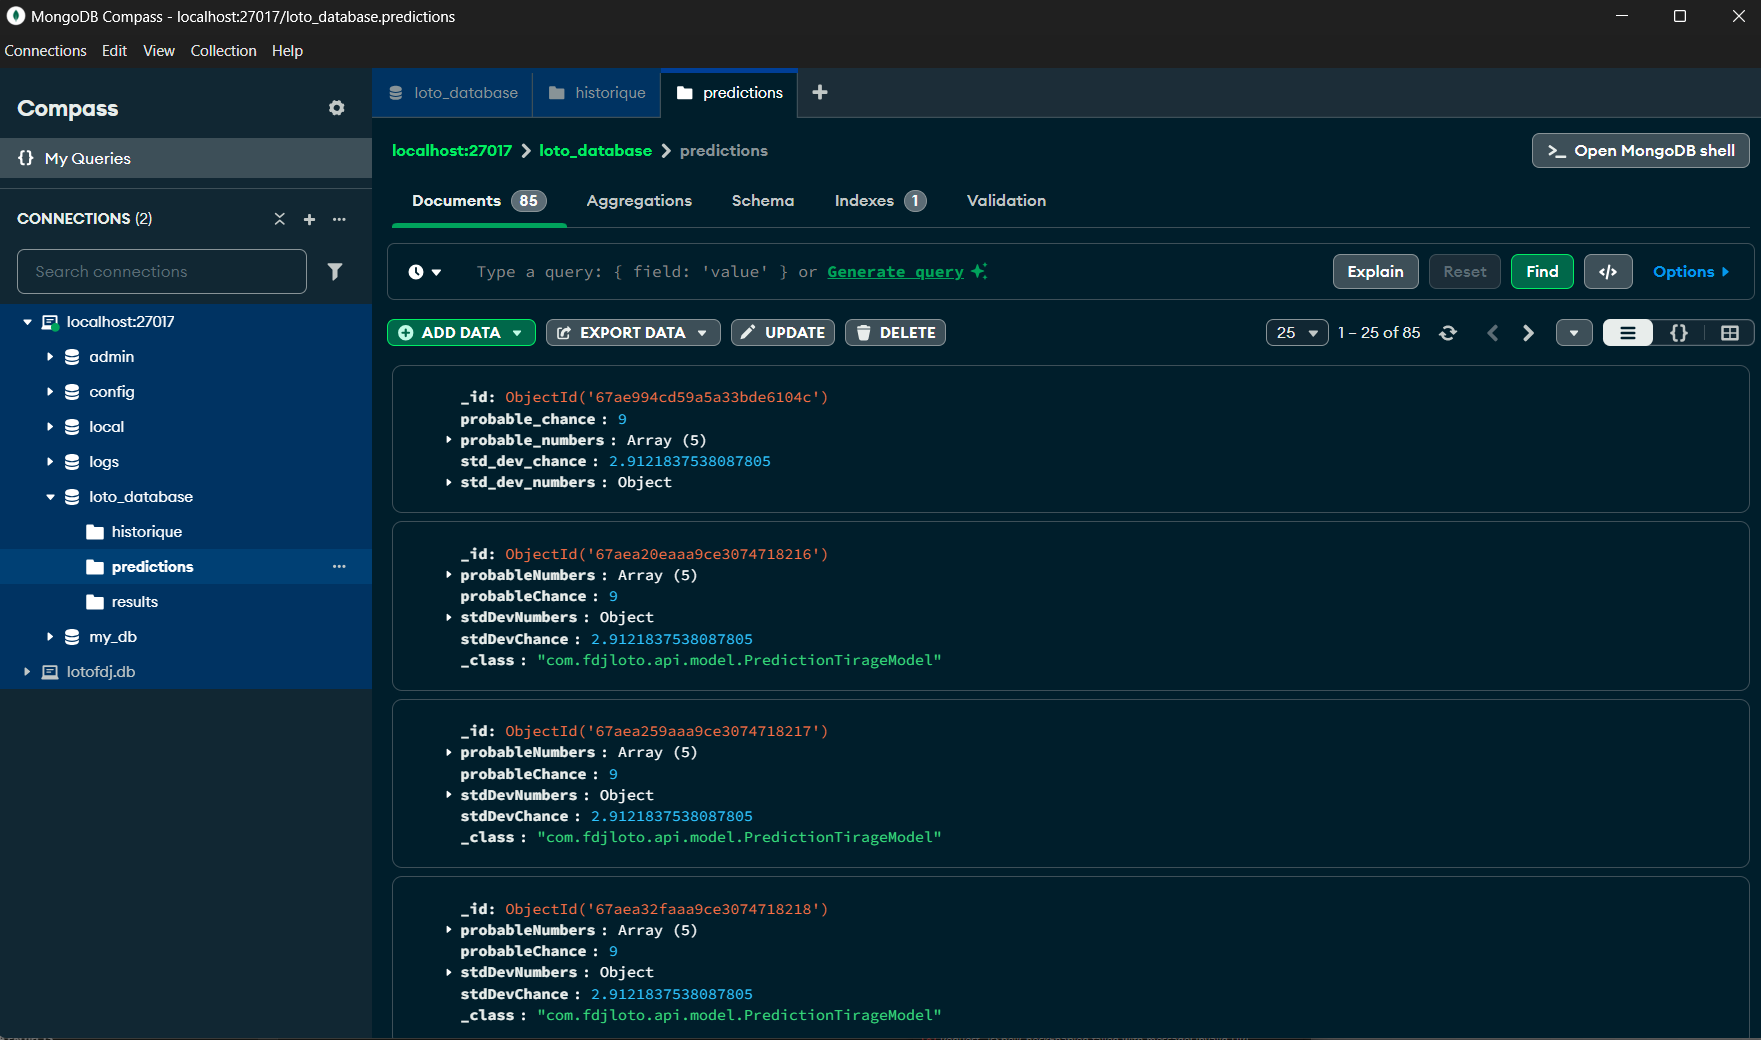 MongoDB Compass - localhost:27017/loto_database.predictions
Connections Edit View Collection Help
Compass
{} My Queries
CONNECTIONS (2)
Search connections
localhost:27017
admin
config
local
logs
loto_database
historique
predictions
results
my_db
lotofdj.db
loto_database historique predictions
localhost:27017 loto_database predictions
>_ Open MongoDB shell
Documents 85 Aggregations Schema Indexes 1 Validation
Type a query: { field: 'value' } or Generate query
Explain Reset Find </> Options
ADD DATA EXPORT DATA UPDATE DELETE
25 1 – 25 of 85 {}
_id: ObjectId('67ae994cd59a5a33bde6104c')
probable_chance : 9
probable_numbers : Array (5)
std_dev_chance : 2.9121837538087805
std_dev_numbers : Object
_id: ObjectId('67aea20eaaa9ce3074718216')
probableNumbers : Array (5)
probableChance : 9
stdDevNumbers : Object
stdDevChance : 2.9121837538087805
_class : "com.fdjloto.api.model.PredictionTirageModel"
_id: ObjectId('67aea259aaa9ce3074718217')
probableNumbers : Array (5)
probableChance : 9
stdDevNumbers : Object
stdDevChance : 2.9121837538087805
_class : "com.fdjloto.api.model.PredictionTirageModel"
_id: ObjectId('67aea32faaa9ce3074718218')
probableNumbers : Array (5)
probableChance : 9
stdDevNumbers : Object
stdDevChance : 2.9121837538087805
_class : "com.fdjloto.api.model.PredictionTirageModel"